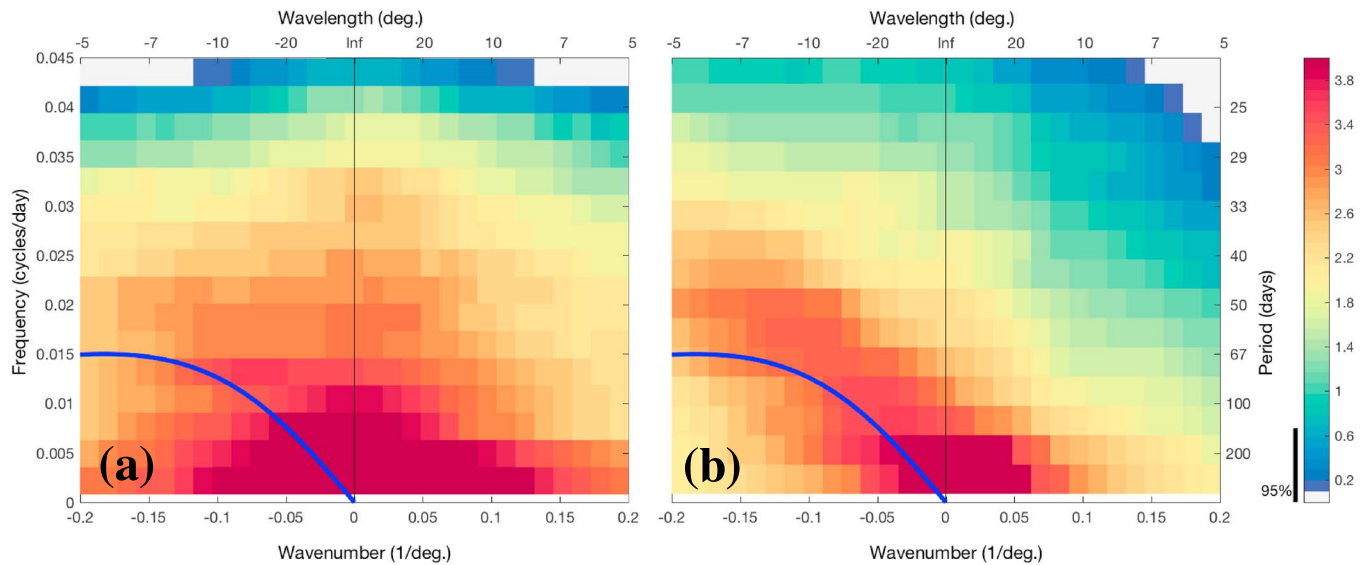 Wavelength (deg.)
-5 -7 -10 -20 Inf 20 10 7 5
Wavelength (deg.)
-5 -7 -10 -20 Inf 20 10 7 5
Frequency (cycles/day)
0.045
0.04
0.035
0.03
0.025
0.02
0.015
0.01
0.005
0
(a)
-0.2 -0.15 -0.1 -0.05 0 0.05 0.1 0.15 0.2
Wavenumber (1/deg.)
(b)
-0.2 -0.15 -0.1 -0.05 0 0.05 0.1 0.15 0.2
Wavenumber (1/deg.)
25
29
33
40
50
67
100
200
Period (days)
95%
3.8
3.4
3
2.6
2.2
1.8
1.4
1
0.6
0.2